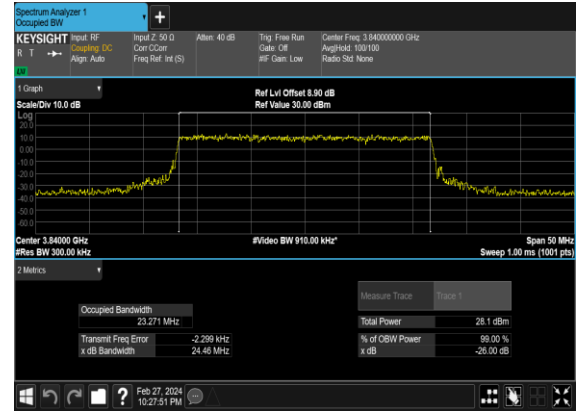 Spectrum Analyzer 1
Occupied BW
+
KEYSIGHT Input: RF Input Z: 50 Ω Atten: 40 dB Trig: Free Run Center Freq: 3.840000000 GHz
R T Coupling: DC Corr CCorr Gate: Off Avg|Hold: 100/100
Align: Auto Freq Ref: Int (S) #IF Gain: Low Radio Std: None
1 Graph
Ref Lvl Offset 8.90 dB
Scale/Div 10.0 dB Ref Value 30.00 dBm
Log
20.0
10.0
0.00
-10.0
-20.0
-30.0
-40.0
-50.0
-60.0
Center 3.84000 GHz #Video BW 910.00 kHz* Span 50 MHz
#Res BW 300.00 kHz Sweep 1.00 ms (1001 pts)
2 Metrics
Measure Trace Trace 1
Occupied Bandwidth
23.271 MHz Total Power 28.1 dBm
Transmit Freq Error -2.299 kHz % of OBW Power 99.00 %
x dB Bandwidth 24.46 MHz x dB -26.00 dB
? Feb 27, 2024
10:27:51 PM